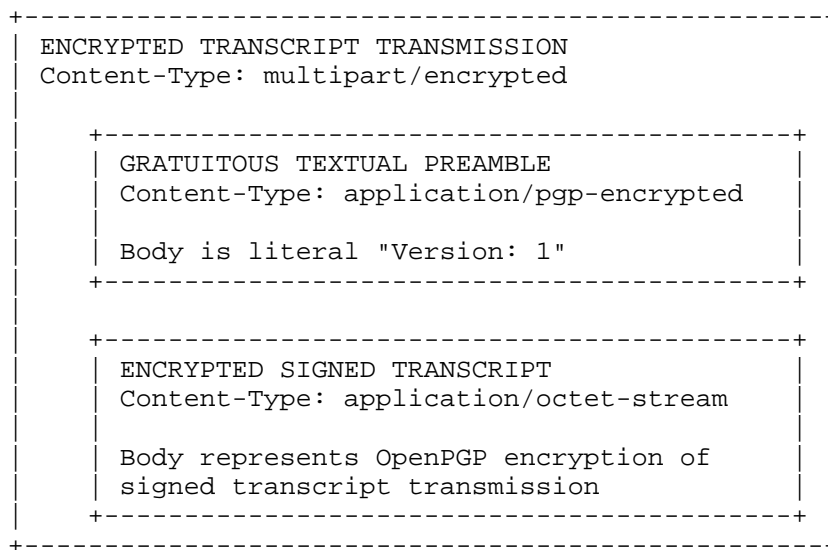 ENCRYPTED TRANSCRIPT TRANSMISSION
Content-Type: multipart/encrypted
GRATUITOUS TEXTUAL PREAMBLE
Content-Type: application/pgp-encrypted
Body is literal "Version: 1"
ENCRYPTED SIGNED TRANSCRIPT
Content-Type: application/octet-stream
Body represents OpenPGP encryption of
signed transcript transmission